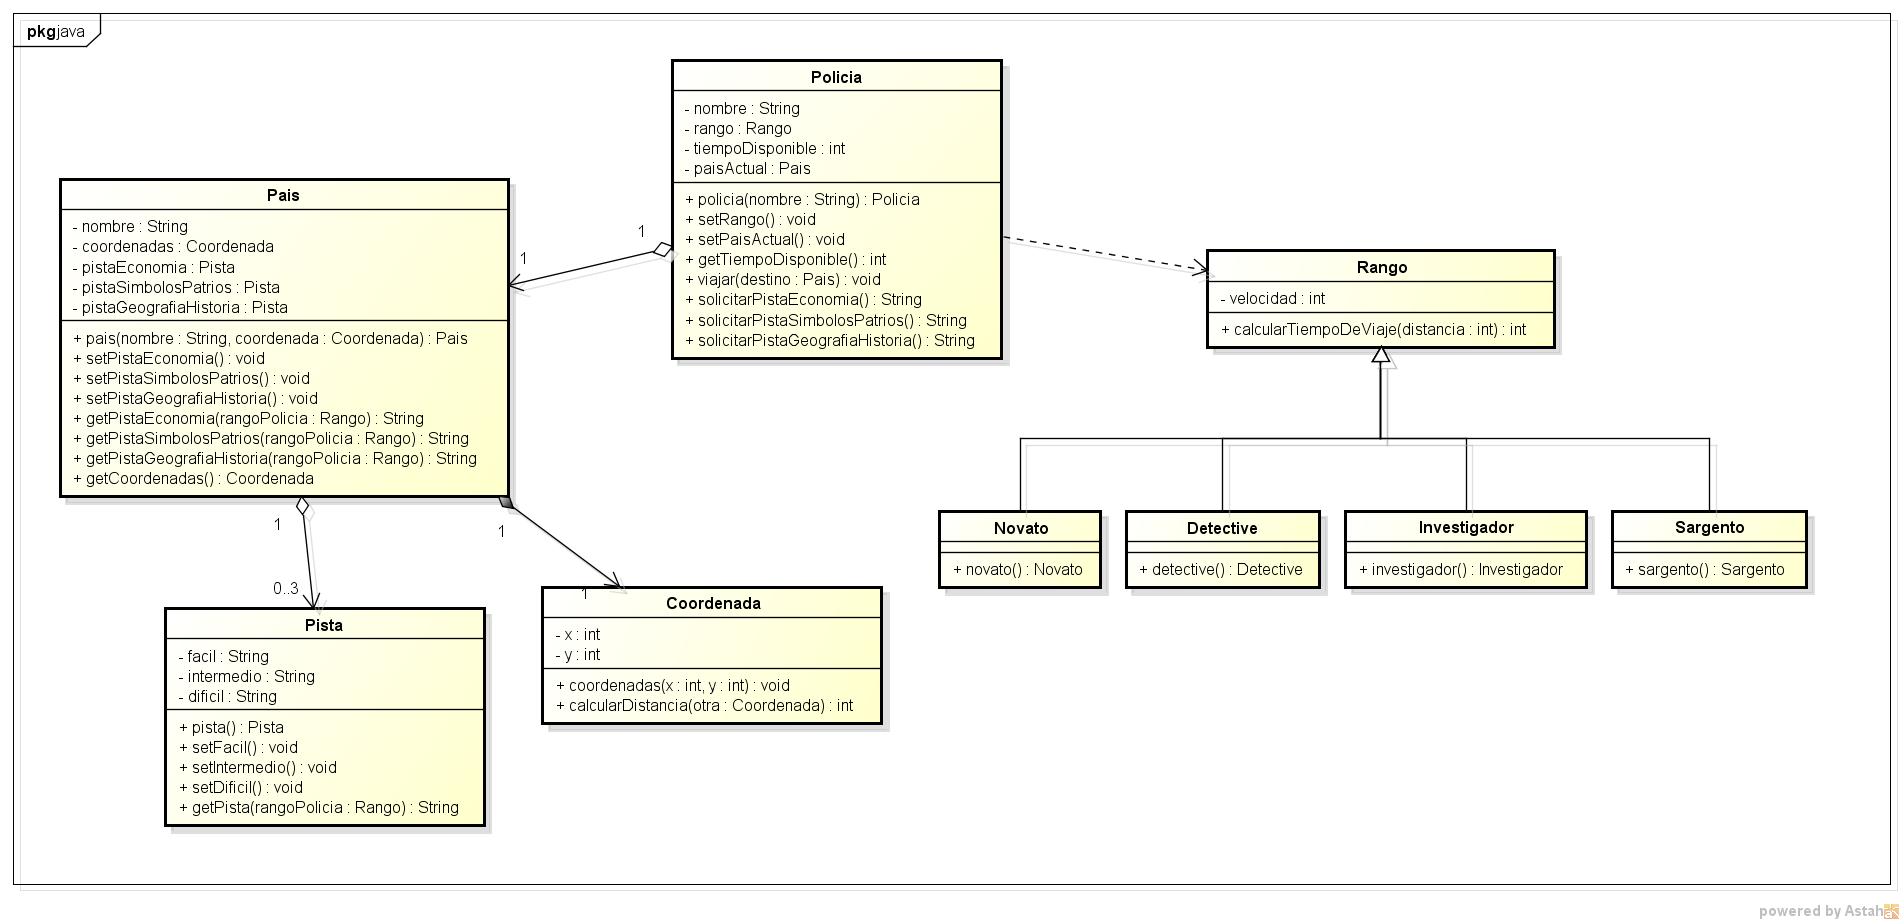 pkg java
Policia
- nombre : String
- rango : Rango
- tiempoDisponible : int
- paisActual : Pais
+ policia(nombre : String) : Policia
+ setRango() : void
+ setPaisActual() : void
+ getTiempoDisponible() : int
+ viajar(destino : Pais) : void
+ solicitarPistaEconomia() : String
+ solicitarPistaSimbolosPatrios() : String
+ solicitarPistaGeografiaHistoria() : String
1
1
Pais
- nombre : String
- coordenadas : Coordenada
- pistaEconomia : Pista
- pistaSimbolosPatrios : Pista
- pistaGeografiaHistoria : Pista
+ pais(nombre : String, coordenada : Coordenada) : Pais
+ setPistaEconomia() : void
+ setPistaSimbolosPatrios() : void
+ setPistaGeografiaHistoria() : void
+ getPistaEconomia(rangoPolicia : Rango) : String
+ getPistaSimbolosPatrios(rangoPolicia : Rango) : String
+ getPistaGeografiaHistoria(rangoPolicia : Rango) : String
+ getCoordenadas() : Coordenada
Rango
- velocidad : int
+ calcularTiempoDeViaje(distancia : int) : int
Novato
+ novato() : Novato
Detective
+ detective() : Detective
Investigador
+ investigador() : Investigador
Sargento
+ sargento() : Sargento
1
0..3
1
1
Pista
- facil : String
- intermedio : String
- dificil : String
+ pista() : Pista
+ setFacil() : void
+ setIntermedio() : void
+ setDificil() : void
+ getPista(rangoPolicia : Rango) : String
Coordenada
- x : int
- y : int
+ coordenadas(x : int, y : int) : void
+ calcularDistancia(otra : Coordenada) : int
powered by Astah